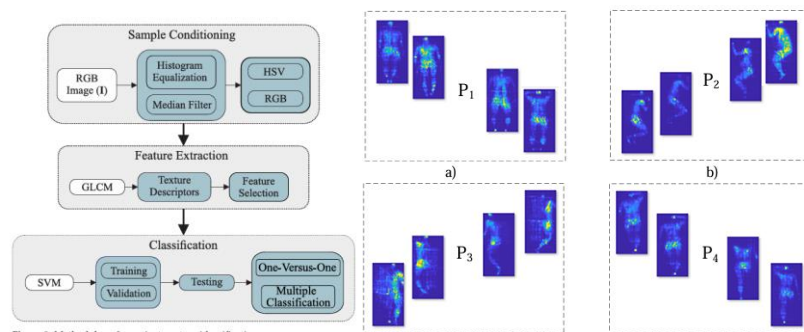 Sample Conditioning
RGB
Image (I)
Histogram
Equalization
Median Filter
HSV
RGB
Feature Extraction
GLCM
Texture
Descriptors
Feature
Selection
Classification
SVM
Training
Validation
Testing
One-Versus-One
Multiple
Classification
P1
a)
P2
b)
P3
P4